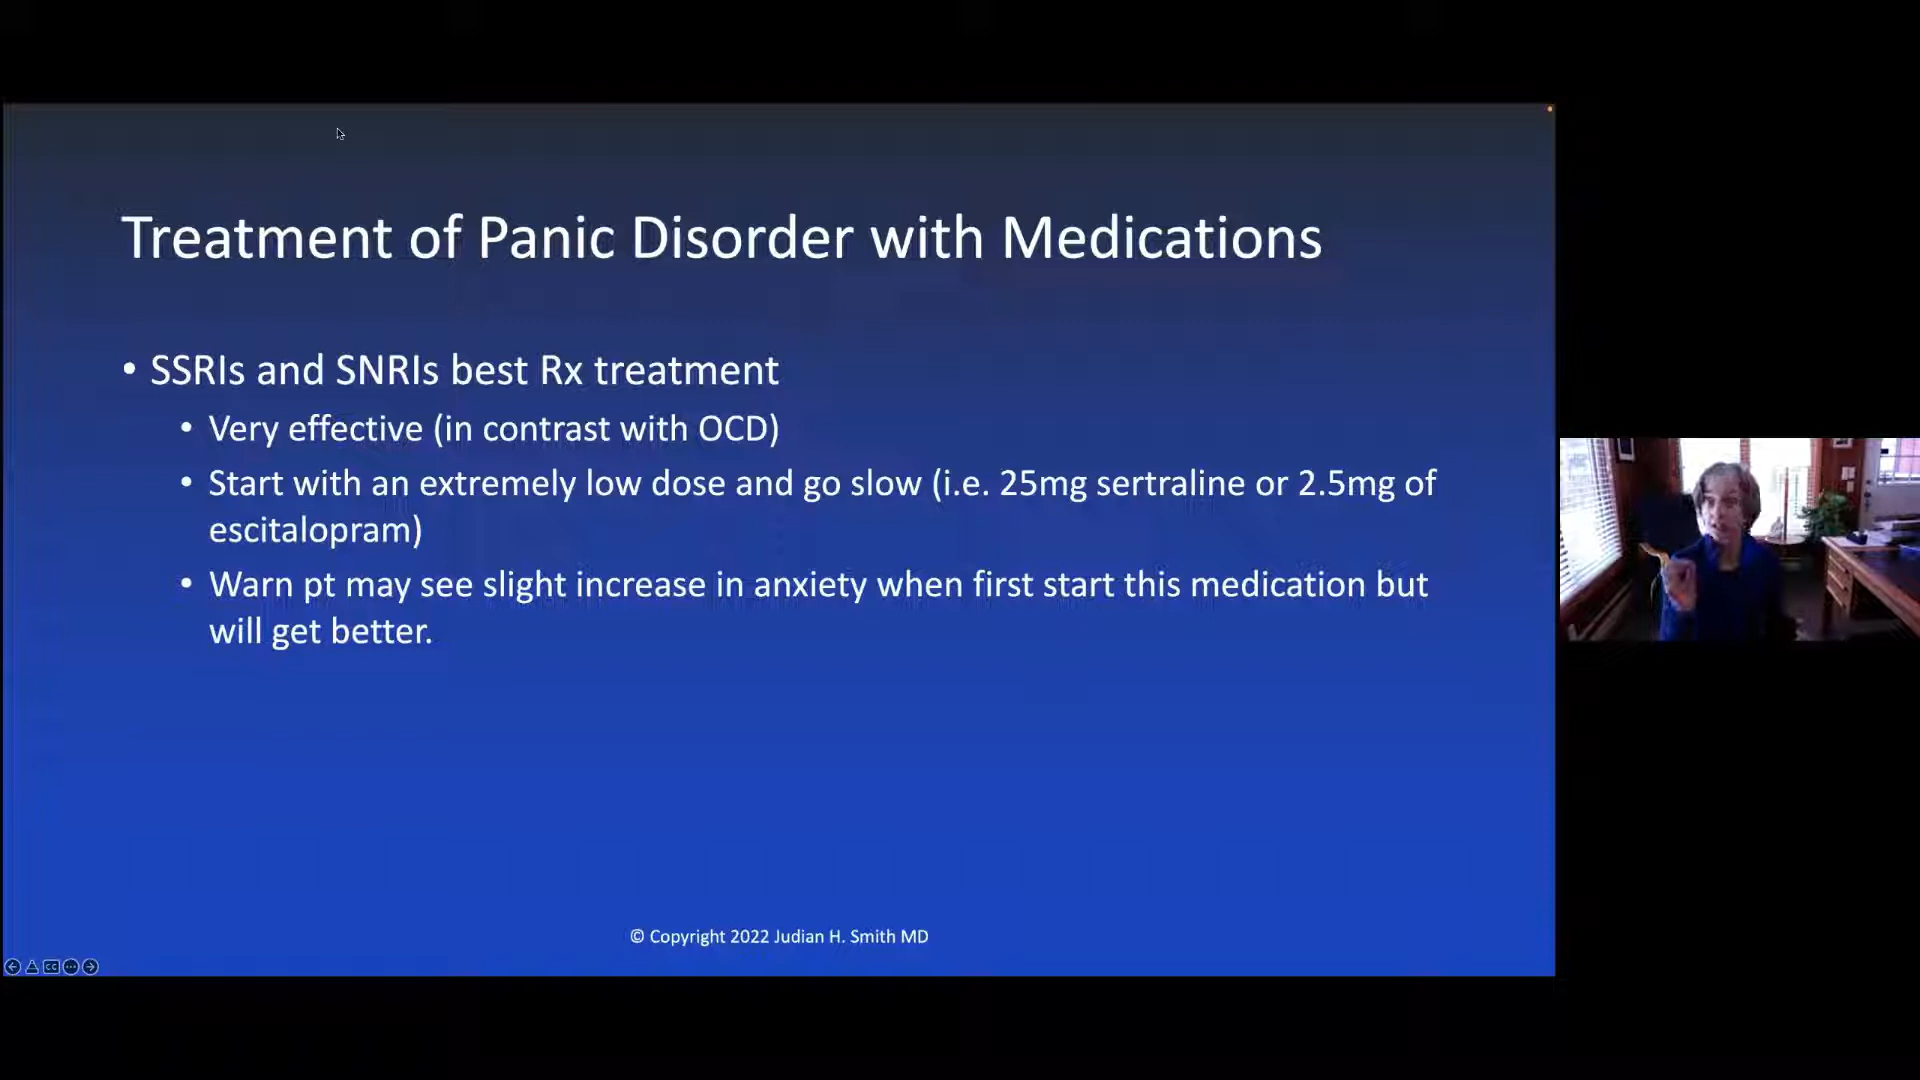 Treatment of Panic Disorder with Medications
• SSRIs and SNRIs best Rx treatment
• Very effective (in contrast with OCD)
• Start with an extremely low dose and go slow (i.e. 25mg sertraline or 2.5mg of
escitalopram)
• Warn pt may see slight increase in anxiety when first start this medication but
will get better.
© Copyright 2022 Judian H. Smith MD
CC